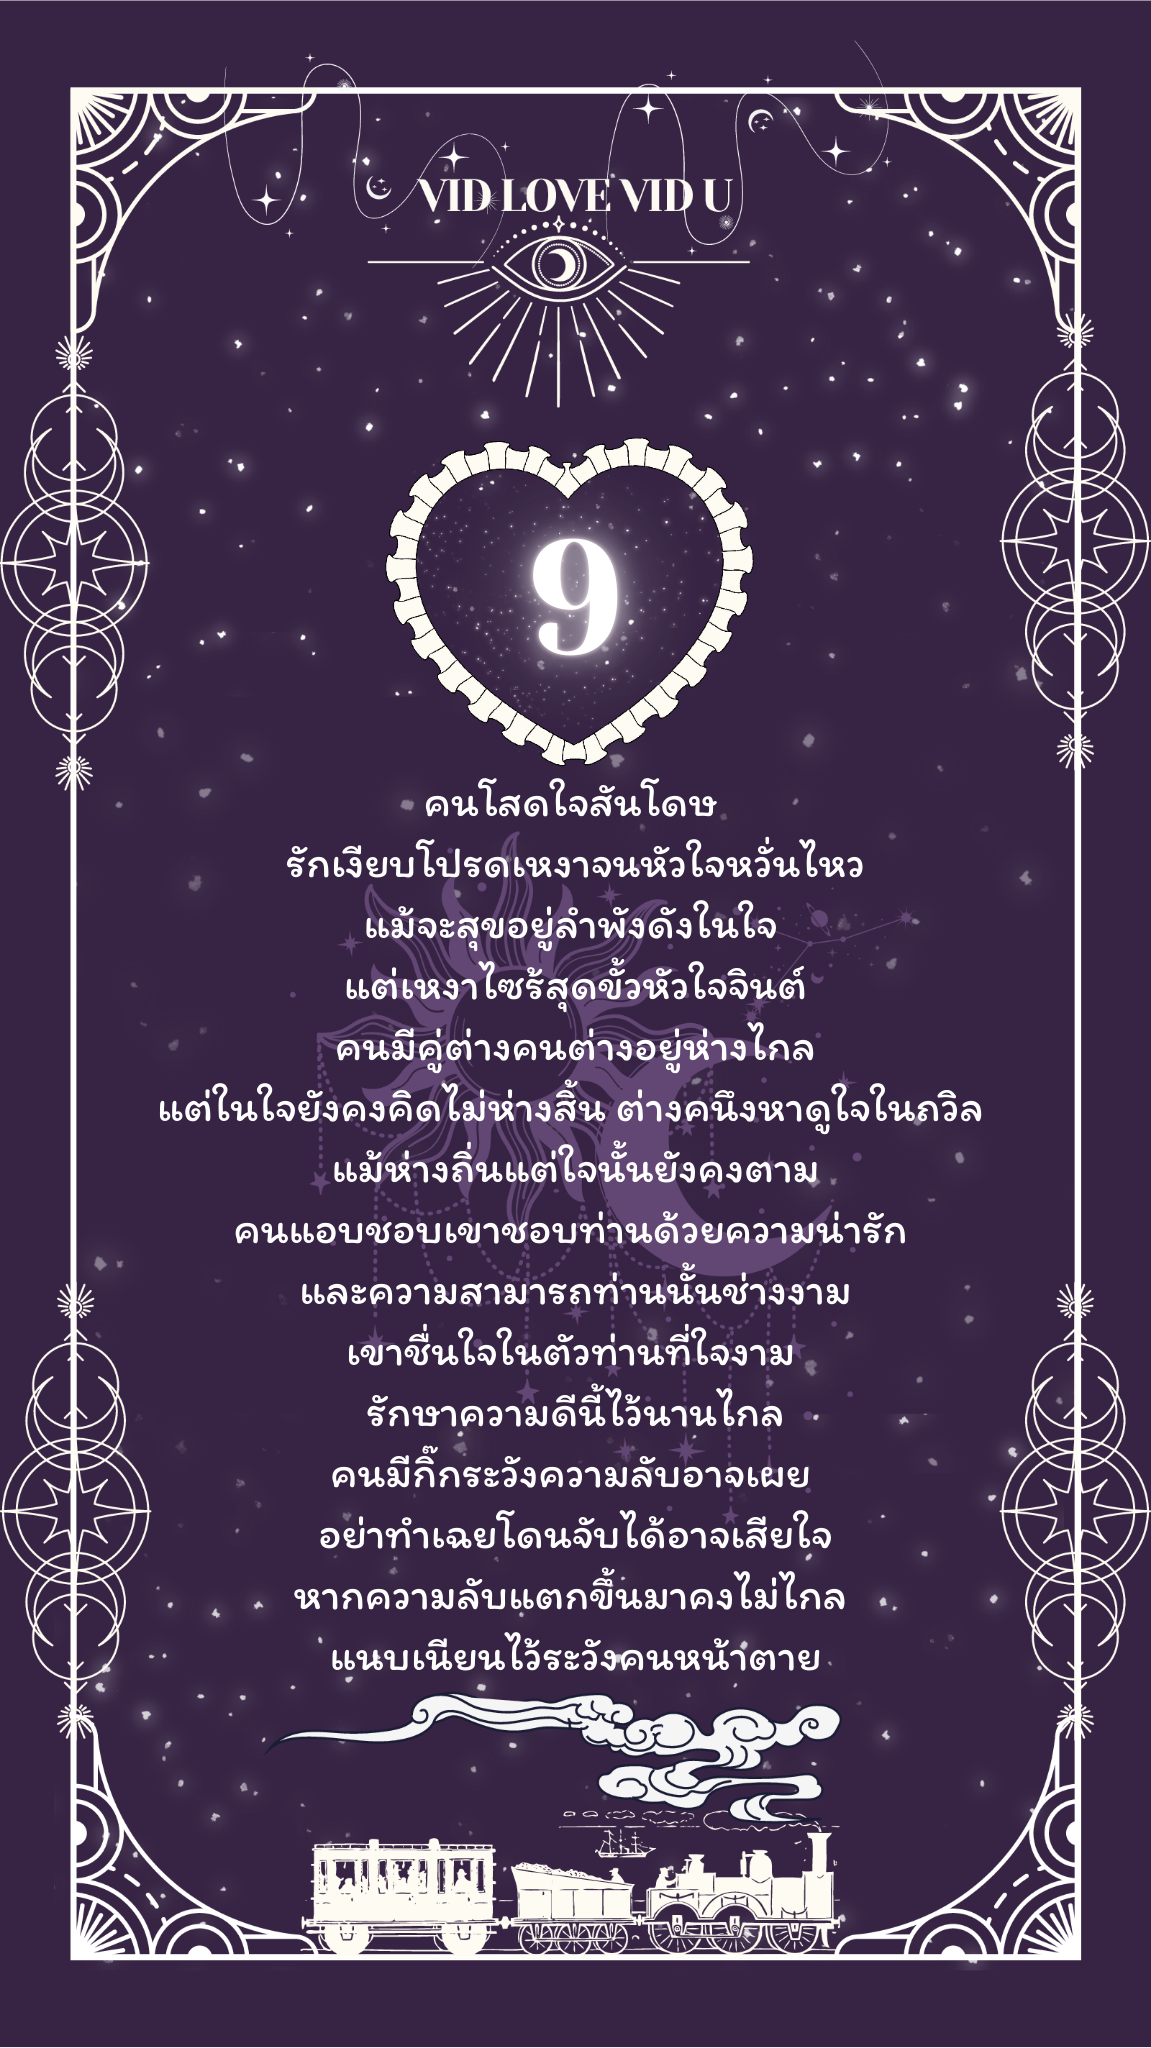 VID LOVE VID U
9
คนโสดใจสันโดษ
รักเงียบโปรดเหงาจนหัวใจหวั่นไหว
แม้จะสุขอยู่ลำพังดังในใจ
แต่เหงาไซร้สุดขั้วหัวใจจินต์
คนมีคู่ต่างคนต่างอยู่ห่างไกล
แต่ในใจยังคงคิดไม่ห่างสิ้น ต่างคนึงหาดูใจในถวิล
แม้ห่างถิ่นแต่ใจนั้นยังคงตาม
คนแอบชอบเขาชอบท่านด้วยความน่ารัก
และความสามารถท่านนั้นช่างงาม
เขาชื่นใจในตัวท่านที่ใจงาม
รักษาความดีนี้ไว้นานไกล
คนมีกิ๊กระวังความลับอาจเผย
อย่าทำเฉยโดนจับได้อาจเสียใจ
หากความลับแตกขึ้นมาคงไม่ไกล
แนบเนียนไว้ระวังคนหน้าตาย